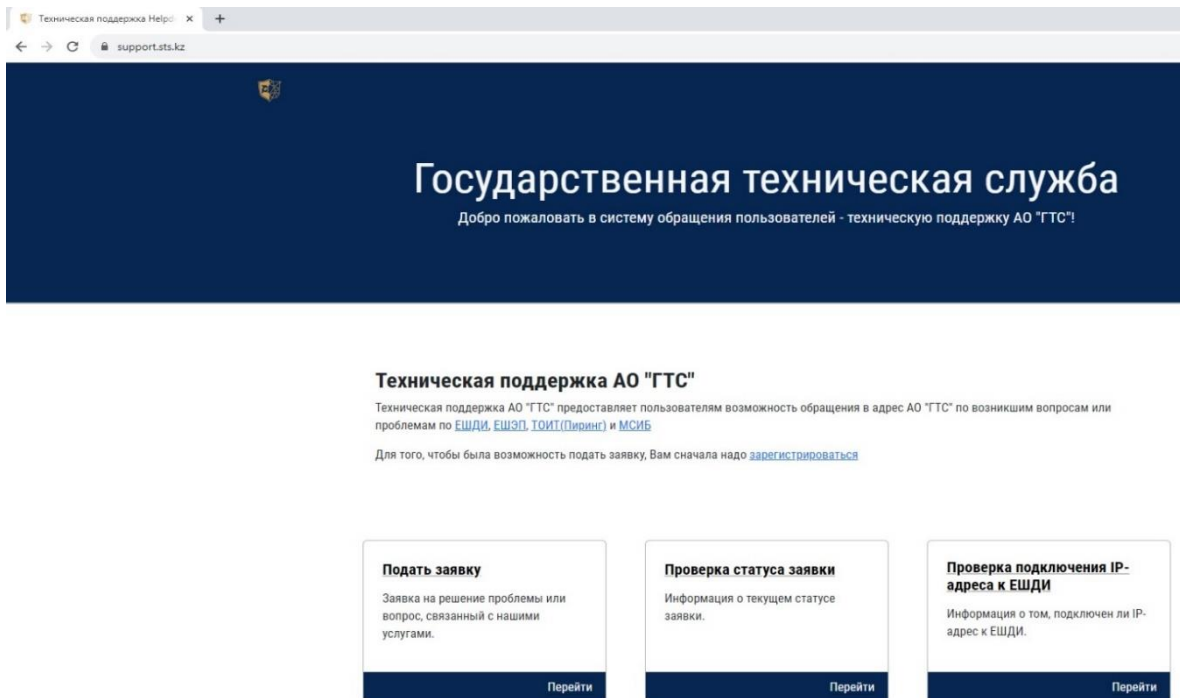 Техническая поддержка Helpd
support.sts.kz
Государственная техническая служба
Добро пожаловать в систему обращения пользователей - техническую поддержку АО "ГТС"!
Техническая поддержка АО "ГТС"
Техническая поддержка АО "ГТС" предоставляет пользователям возможность обращения в адрес АО "ГТС" по возникшим вопросам или
проблемам по ЕШДИ, ЕШЭП, ТОИТ(Пиринг) и МСИБ
Для того, чтобы была возможность подать заявку, Вам сначала надо зарегистрироваться
Подать заявку
Заявка на решение проблемы или
вопрос, связанный с нашими
услугами.
Перейти
Проверка статуса заявки
Информация о текущем статусе
заявки.
Перейти
Проверка подключения IP-
адреса к ЕШДИ
Информация о том, подключен ли IP-
адрес к ЕШДИ.
Перейти